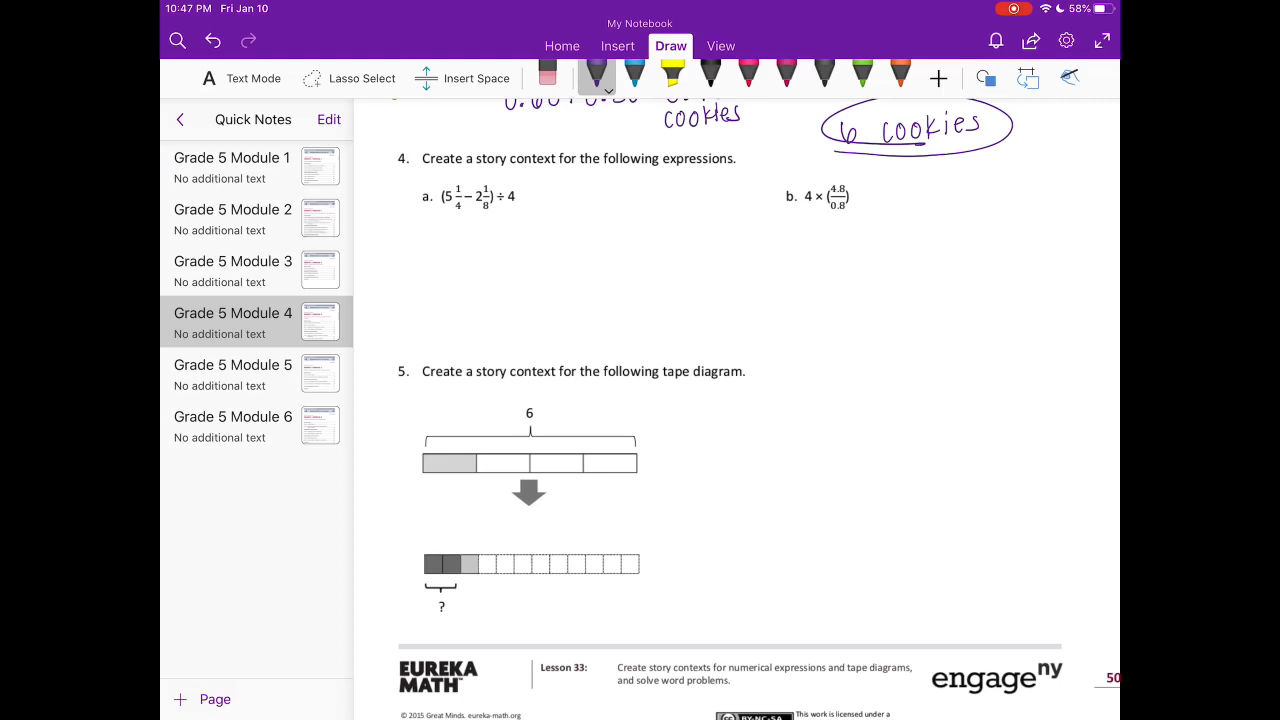 10:47 PM Fri Jan 10
58%
My Notebook
Home Insert Draw View
A Text Mode Lasso Select Insert Space
Quick Notes Edit
Grade 5 Module 1
No additional text
Grade 5 Module 2
No additional text
Grade 5 Module 3
No additional text
Grade 5 Module 4
No additional text
Grade 5 Module 5
No additional text
Grade 5 Module 6
No additional text
+ Page
cookies
6 cookies
4. Create a story context for the following expressions.
a. (5 1/4 − 2 1/8) ÷ 4 b. 4 × (4.8/0.8)
5. Create a story context for the following tape diagram.
6
?
EUREKA MATH™
Lesson 33: Create story contexts for numerical expressions and tape diagrams,
and solve word problems.
engageny
50
© 2015 Great Minds. eureka-math.org
CC BY-NC-SA This work is licensed under a